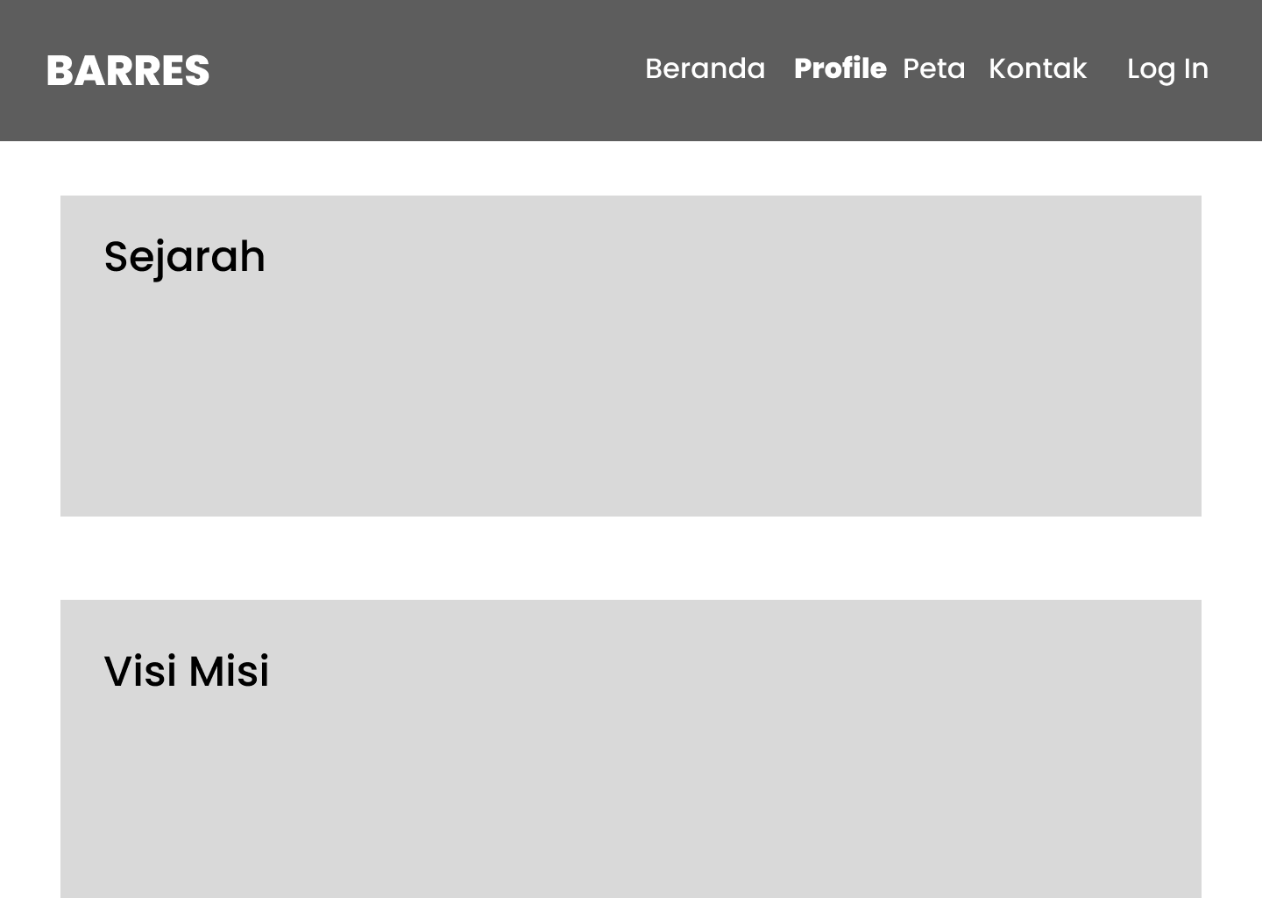 BARRES
Beranda Profile Peta Kontak Log In
Sejarah
Visi Misi